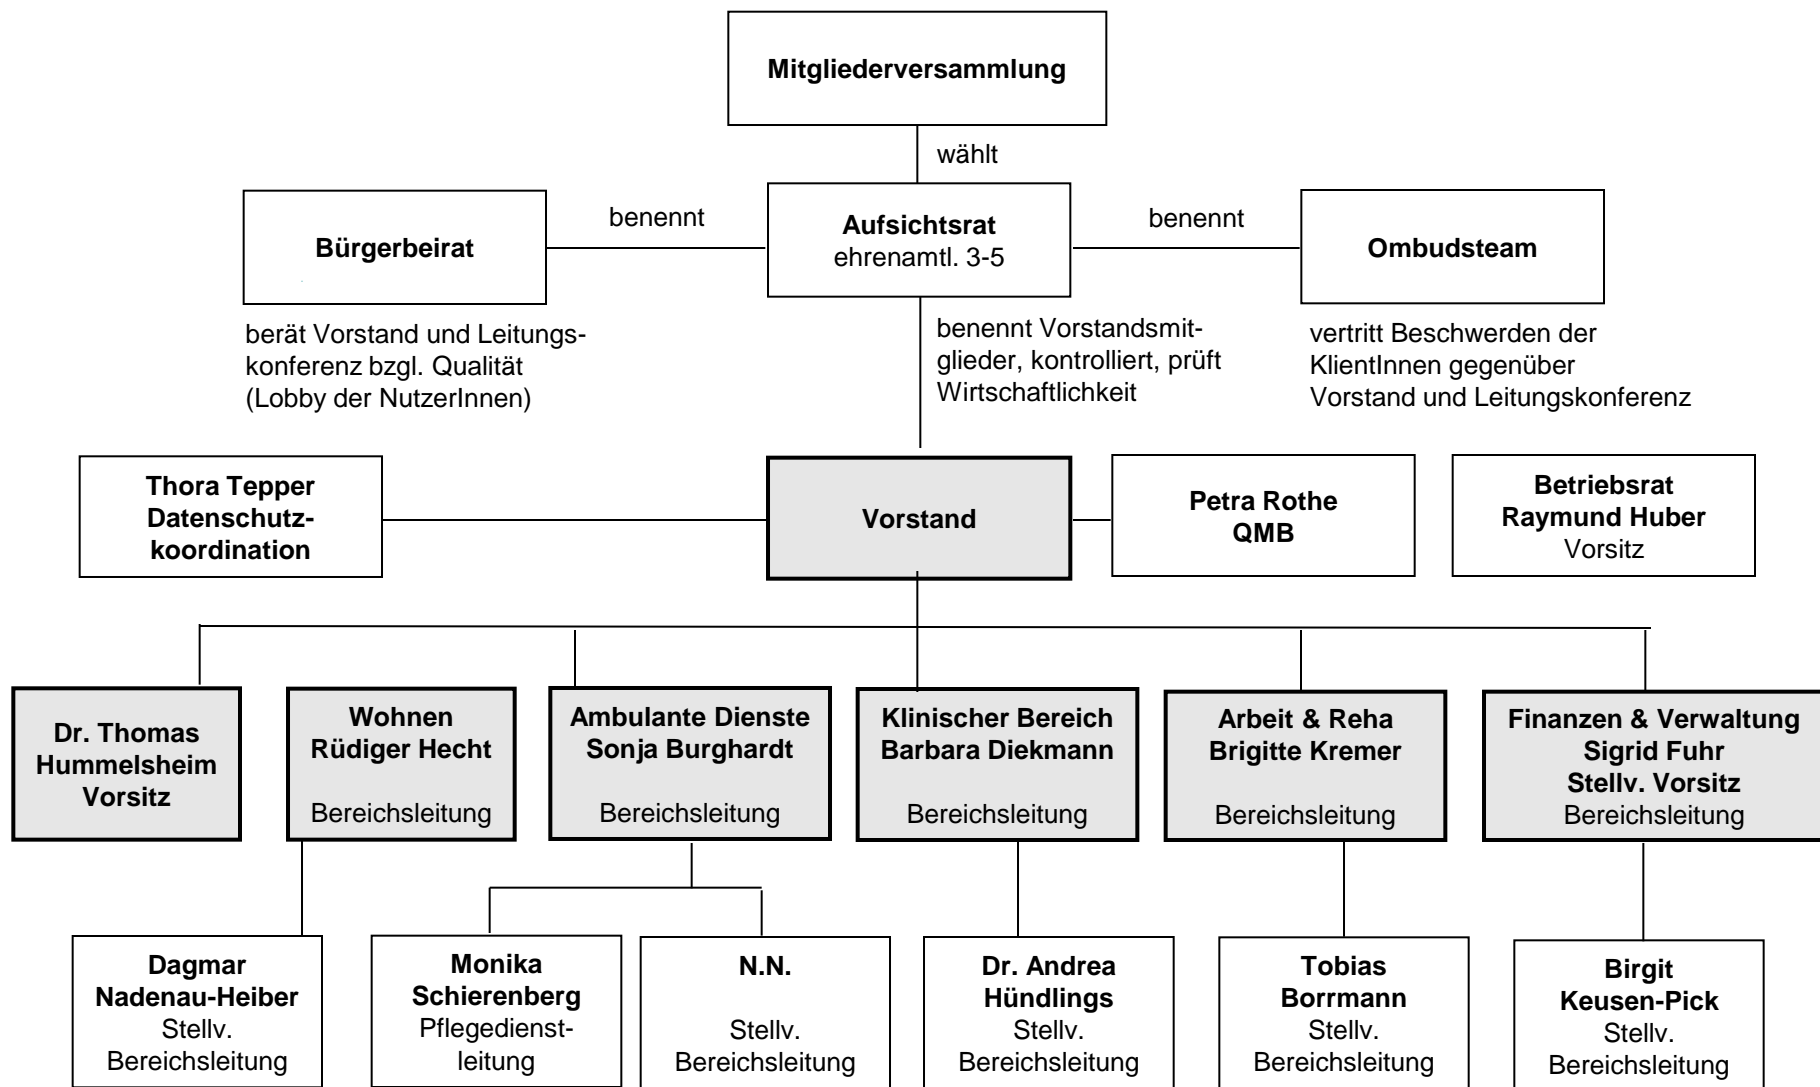 Mitgliederversammlung
wählt
Bürgerbeirat
benennt
Aufsichtsrat
ehrenamtl. 3-5
benennt
Ombudsteam
berät Vorstand und Leitungs-
konferenz bzgl. Qualität
(Lobby der NutzerInnen)
benennt Vorstandsmit-
glieder, kontrolliert, prüft
Wirtschaftlichkeit
vertritt Beschwerden der
KlientInnen gegenüber
Vorstand und Leitungskonferenz
Thora Tepper
Datenschutz-
koordination
Vorstand
Petra Rothe
QMB
Betriebsrat
Raymund Huber
Vorsitz
Dr. Thomas
Hummelsheim
Vorsitz
Wohnen
Rüdiger Hecht
Bereichsleitung
Ambulante Dienste
Sonja Burghardt
Bereichsleitung
Klinischer Bereich
Barbara Diekmann
Bereichsleitung
Arbeit & Reha
Brigitte Kremer
Bereichsleitung
Finanzen & Verwaltung
Sigrid Fuhr
Stellv. Vorsitz
Bereichsleitung
Dagmar
Nadenau-Heiber
Stellv.
Bereichsleitung
Monika
Schierenberg
Pflegedienst-
leitung
N.N.
Stellv.
Bereichsleitung
Dr. Andrea
Hündlings
Stellv.
Bereichsleitung
Tobias
Borrmann
Stellv.
Bereichsleitung
Birgit
Keusen-Pick
Stellv.
Bereichsleitung